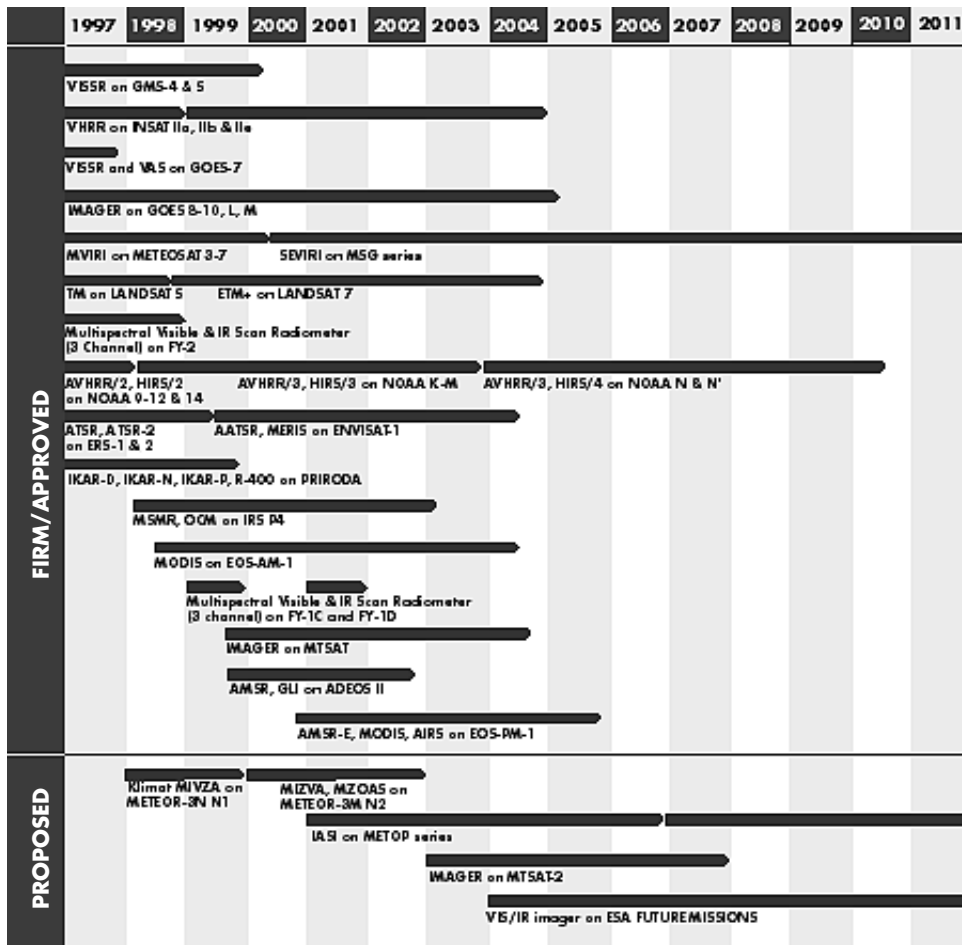 1997 1998 1999 2000 2001 2002 2003 2004 2005 2006 2007 2008 2009 2010 2011
FIRM/APPROVED
VISSR on GMS-4 & 5
VHRR on INSAT IIa, IIb & IIe
VISSR and VAS on GOES-7
IMAGER on GOES 8-10, L, M
MVIRI on METEOSAT 3-7 SEVIRI on MSG series
TM on LANDSAT 5 ETM+ on LANDSAT 7
Multispectral Visible & IR Scan Radiometer
(3 Channel) on FY-2
AVHRR/2, HIRS/2 AVHRR/3, HIRS/3 on NOAA K-M AVHRR/3, HIRS/4 on NOAA N & N'
on NOAA 9-12 & 14
ATSR, ATSR-2 AATSR, MERIS on ENVISAT-1
on ERS-1 & 2
IKAR-D, IKAR-N, IKAR-P, R-400 on PRIRODA
MSMR, OCM on IRS P4
MODIS on EOS-AM-1
Multispectral Visible & IR Scan Radiometer
(3 channel) on FY-1C and FY-1D
IMAGER on MTSAT
AMSR, GLI on ADEOS II
AMSR-E, MODIS, AIRS on EOS-PM-1
PROPOSED
Klimat MIVZA on MIZVA, MZOAS on
METEOR-3N N1 METEOR-3M N2
IASI on METOP series
IMAGER on MTSAT-2
VIS/IR imager on ESA FUTURE MISSIONS